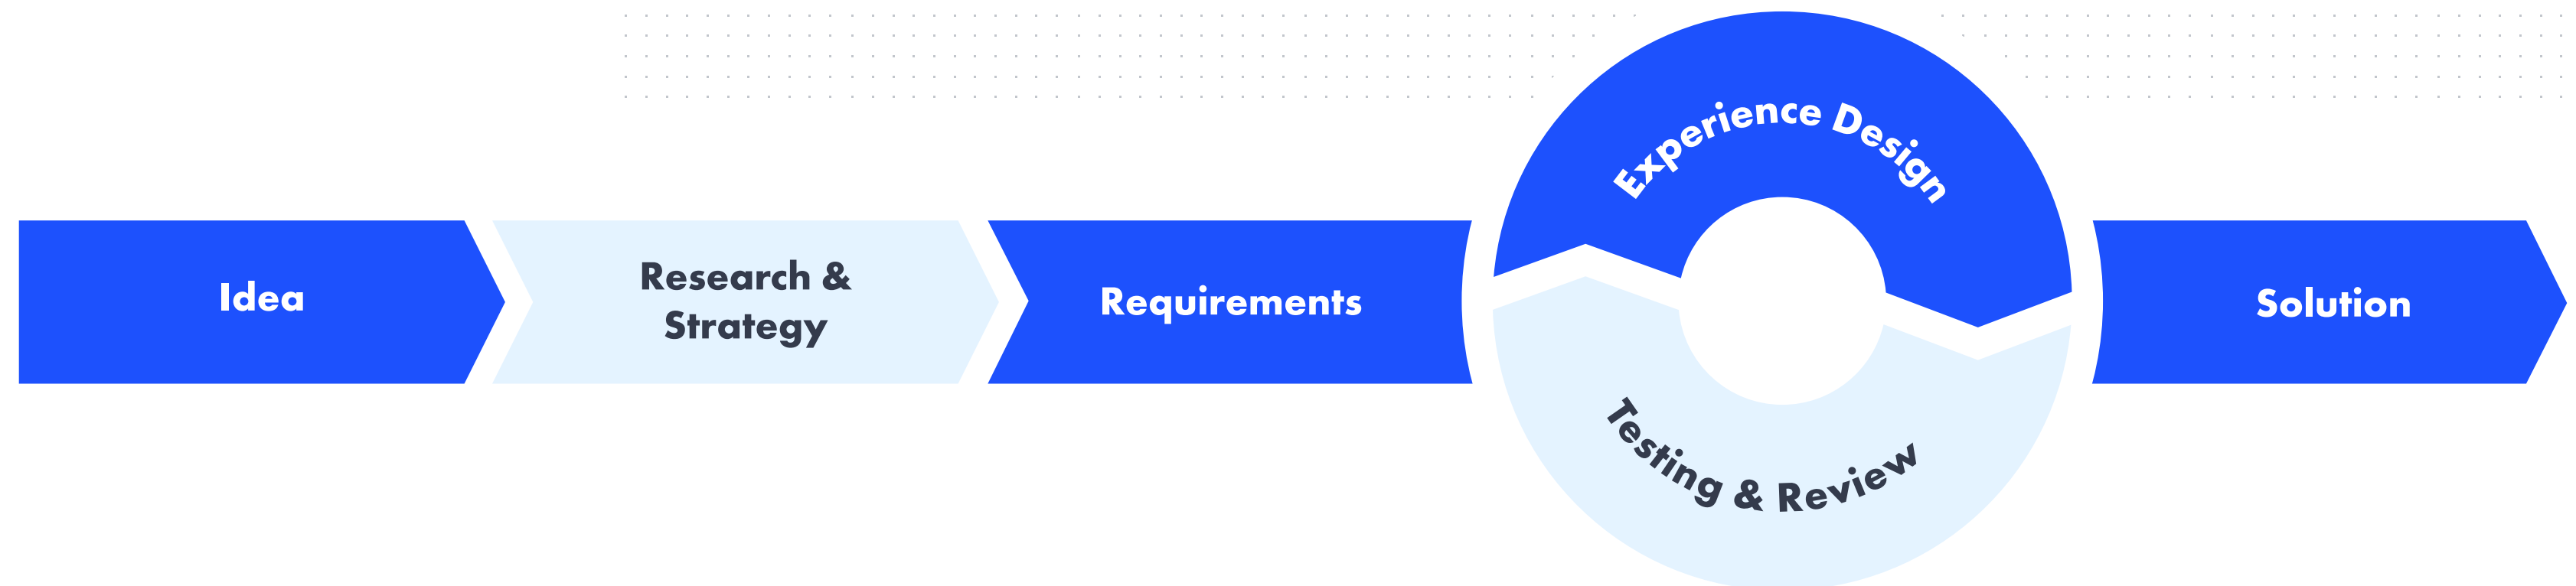 Idea
Research &
Strategy
Requirements
Experience Design
Testing & Review
Solution